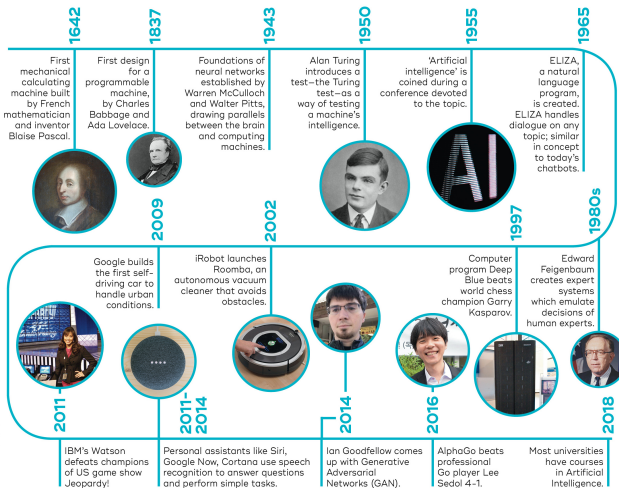 1642
First
mechanical
calculating
machine built
by French
mathematician
and inventor
Blaise Pascal.
1837
First design
for a
programmable
machine,
by Charles
Babbage and
Ada Lovelace.
1943
Foundations of
neural networks
established by
Warren McCulloch
and Walter Pitts,
drawing parallels
between the brain
and computing
machines.
1950
Alan Turing
introduces a
test—the Turing
test—as a
way of testing
a machine's
intelligence.
1955
'Artificial
intelligence' is
coined during a
conference devoted
to the topic.
AI
1965
ELIZA,
a natural
language
program,
is created.
ELIZA handles
dialogue on any
topic; similar
in concept
to today's
chatbots.
1980s
Edward
Feigenbaum
creates expert
systems
which emulate
decisions of
human experts.
1997
Computer
program Deep
Blue beats
world chess
champion Garry
Kasparov.
2002
iRobot launches
Roomba, an
autonomous vacuum
cleaner that avoids
obstacles.
2009
Google builds
the first self-
driving car to
handle urban
conditions.
2011
IBM's Watson
defeats champions
of US game show
Jeopardy!
2011-
2014
Personal assistants like Siri,
Google Now, Cortana use speech
recognition to answer questions
and perform simple tasks.
2014
Ian Goodfellow comes
up with Generative
Adversarial
Networks (GAN).
2016
AlphaGo beats
professional
Go player Lee
Sedol 4-1.
2018
Most universities
have courses
in Artificial
Intelligence.